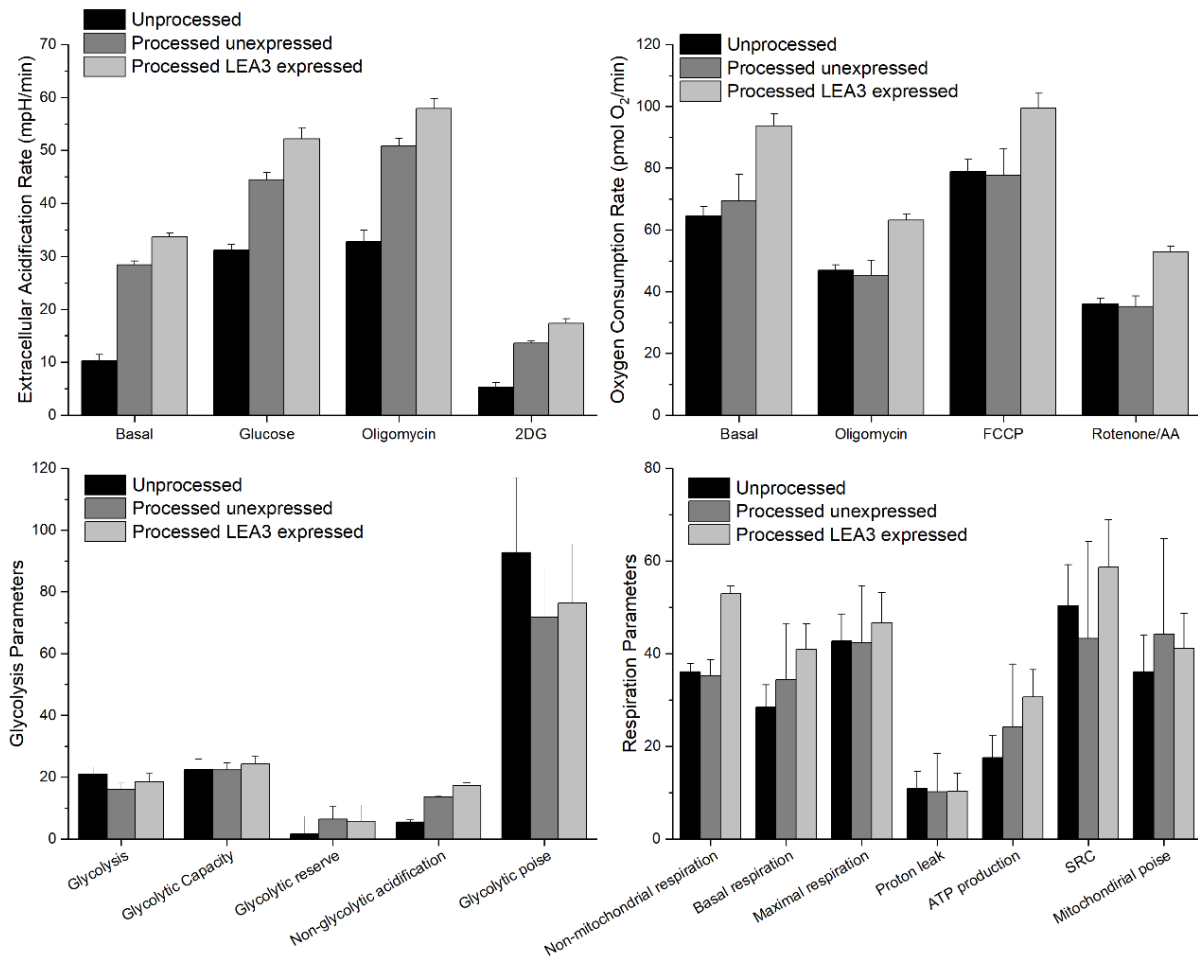 Unprocessed
Processed unexpressed
Processed LEA3 expressed
Extracellular Acidification Rate (mpH/min)
70
60
50
40
30
20
10
0
Basal
Glucose
Oligomycin
2DG
Unprocessed
Processed unexpressed
Processed LEA3 expressed
Oxygen Consumption Rate (pmol O₂/min)
120
100
80
60
40
20
0
Basal
Oligomycin
FCCP
Rotenone/AA
Unprocessed
Processed unexpressed
Processed LEA3 expressed
Glycolysis Parameters
120
100
80
60
40
20
0
Glycolysis
Glycolytic Capacity
Glycolytic reserve
Non-glycolytic acidification
Glycolytic poise
Unprocessed
Processed unexpressed
Processed LEA3 expressed
Respiration Parameters
80
60
40
20
0
Non-mitochondrial respiration
Basal respiration
Maximal respiration
Proton leak
ATP production
SRC
Mitochondrial poise